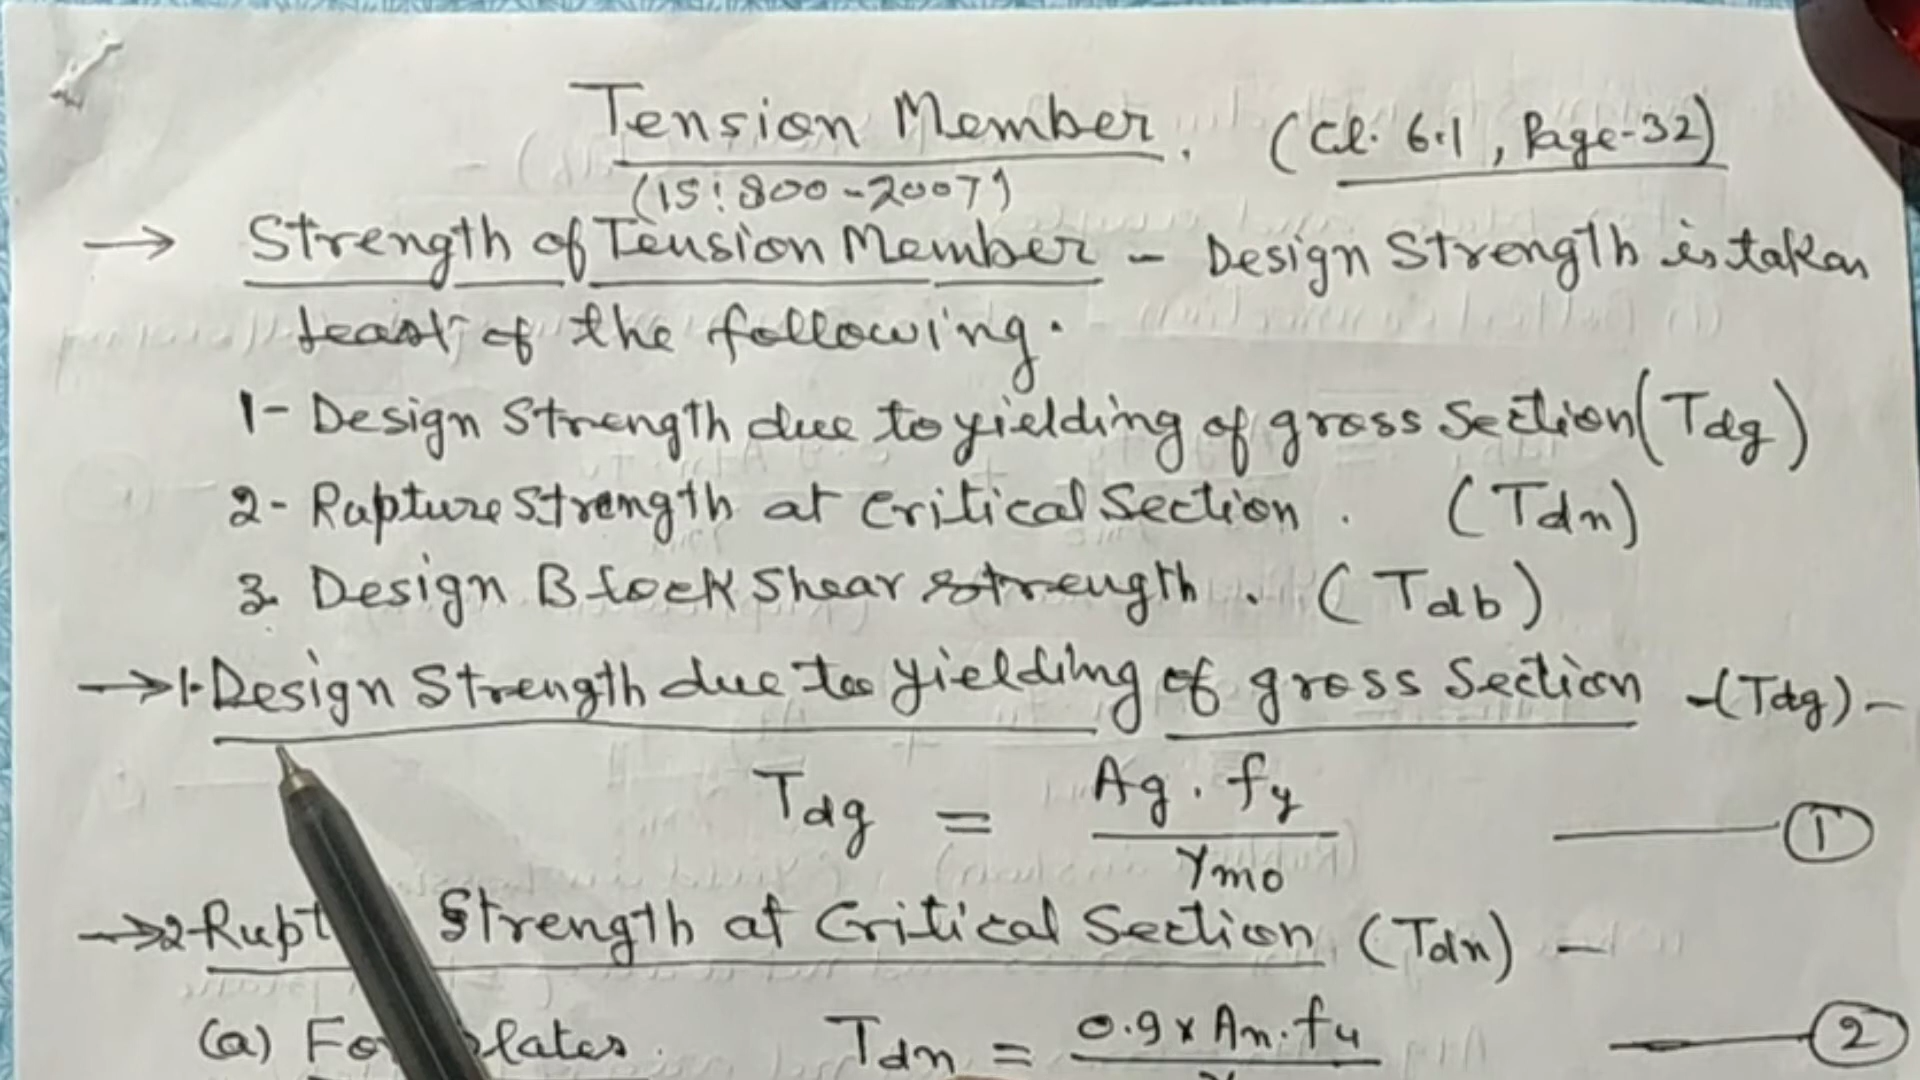 Tension Member. (Cl. 6.1, Page-32)
(IS: 800-2007)
→ Strength of Tension Member - Design Strength is taken
least of the following.
1- Design Strength due to yielding of gross Section (Tdg)
2- Rupture Strength at Critical Section. (Tdn)
3. Design Block Shear strength. (Tdb)
→ 1. Design Strength due to yielding of gross Section - (Tdg) -
Tdg = Ag . fy / γmo —— ①
→ 2- Strength at Critical Section (Tdn) -
(a) Tdn = 0.9 x An . fu —— ②